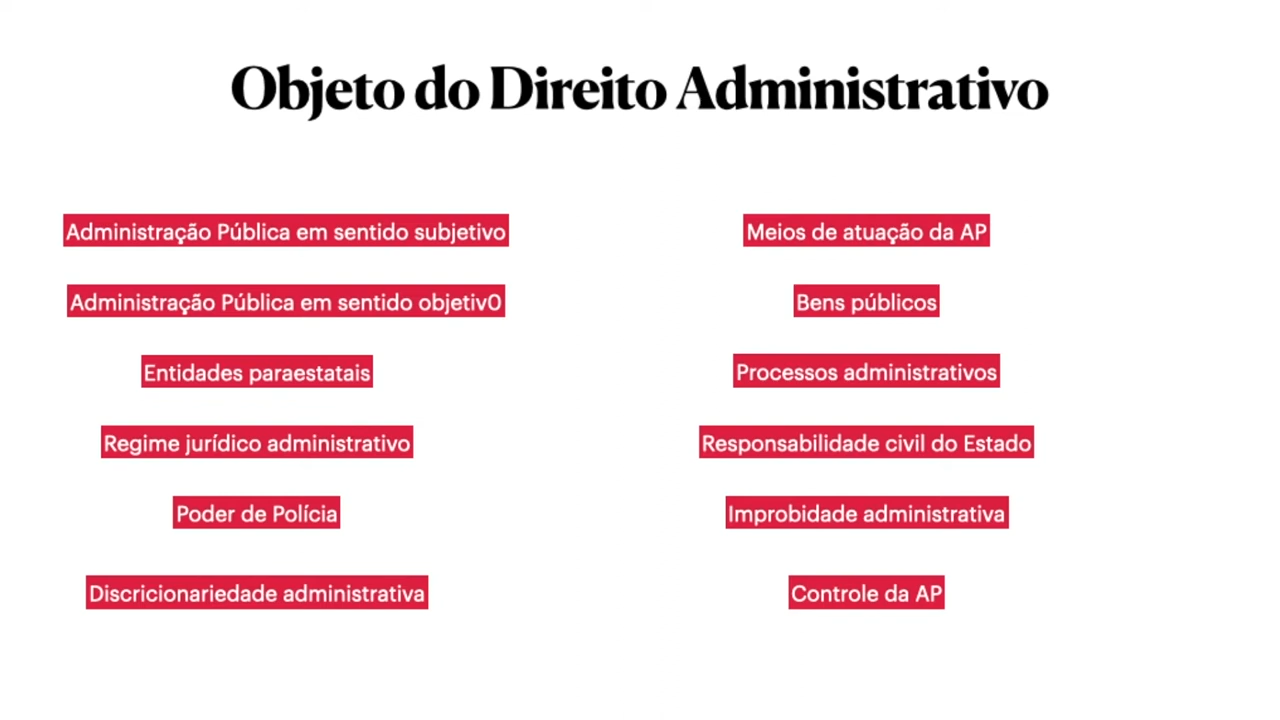 Objeto do Direito Administrativo
Administração Pública em sentido subjetivo
Administração Pública em sentido objetiv0
Entidades paraestatais
Regime jurídico administrativo
Poder de Polícia
Discricionariedade administrativa
Meios de atuação da AP
Bens públicos
Processos administrativos
Responsabilidade civil do Estado
Improbidade administrativa
Controle da AP